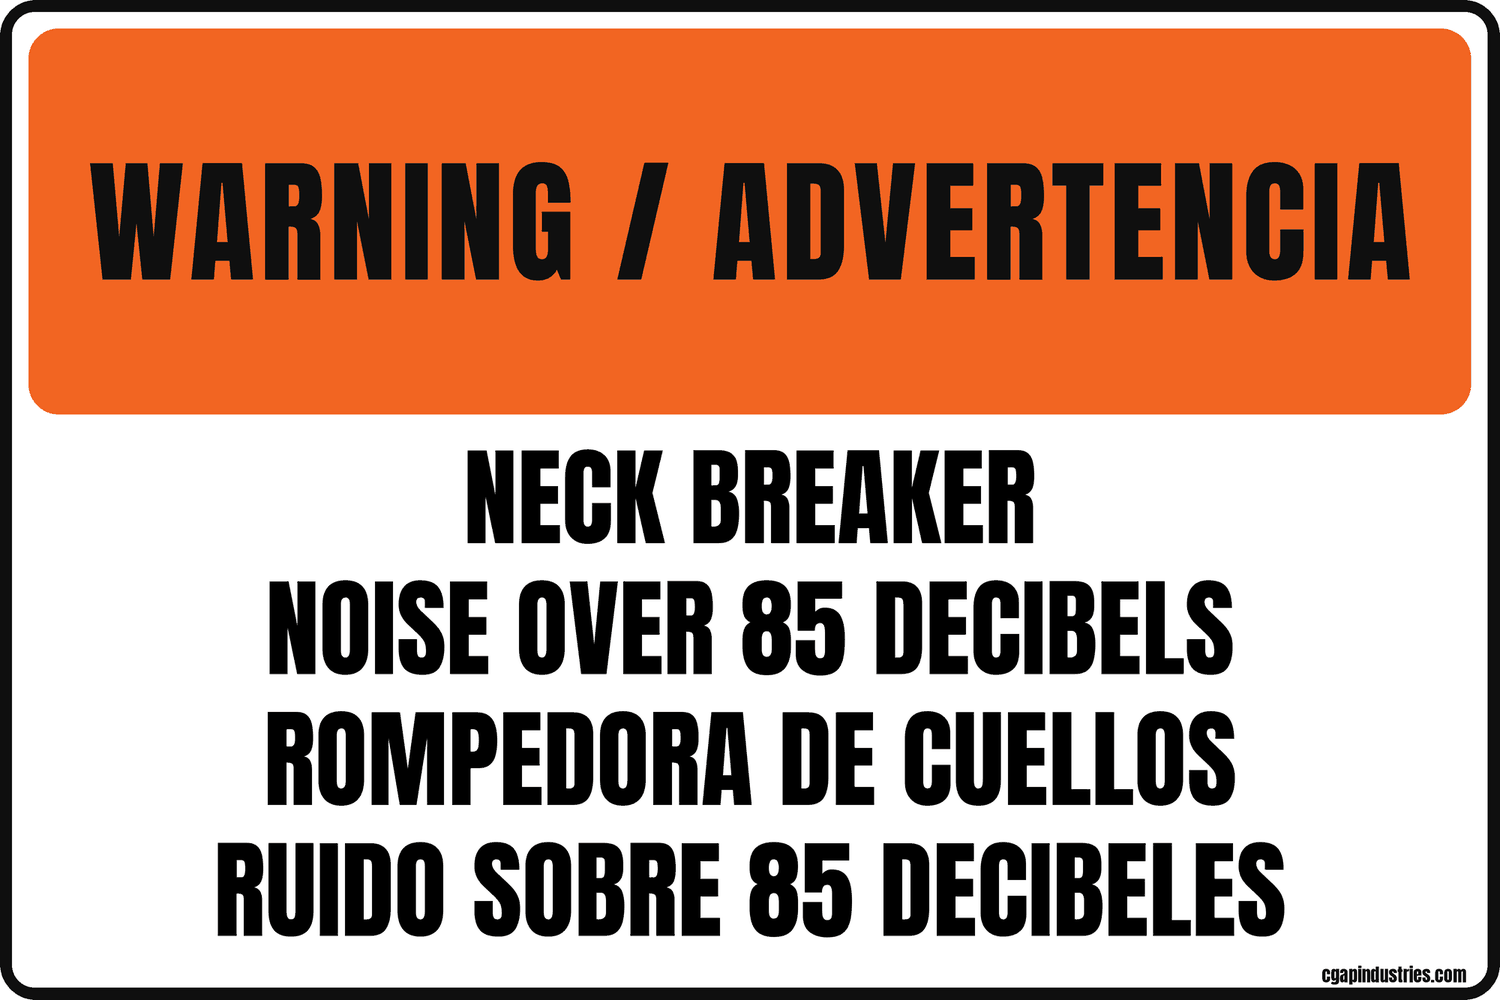 WARNING / ADVERTENCIA
NECK BREAKER
NOISE OVER 85 DECIBELS
ROMPEDORA DE CUELLOS
RUIDO SOBRE 85 DECIBELES
cgapindustries.com